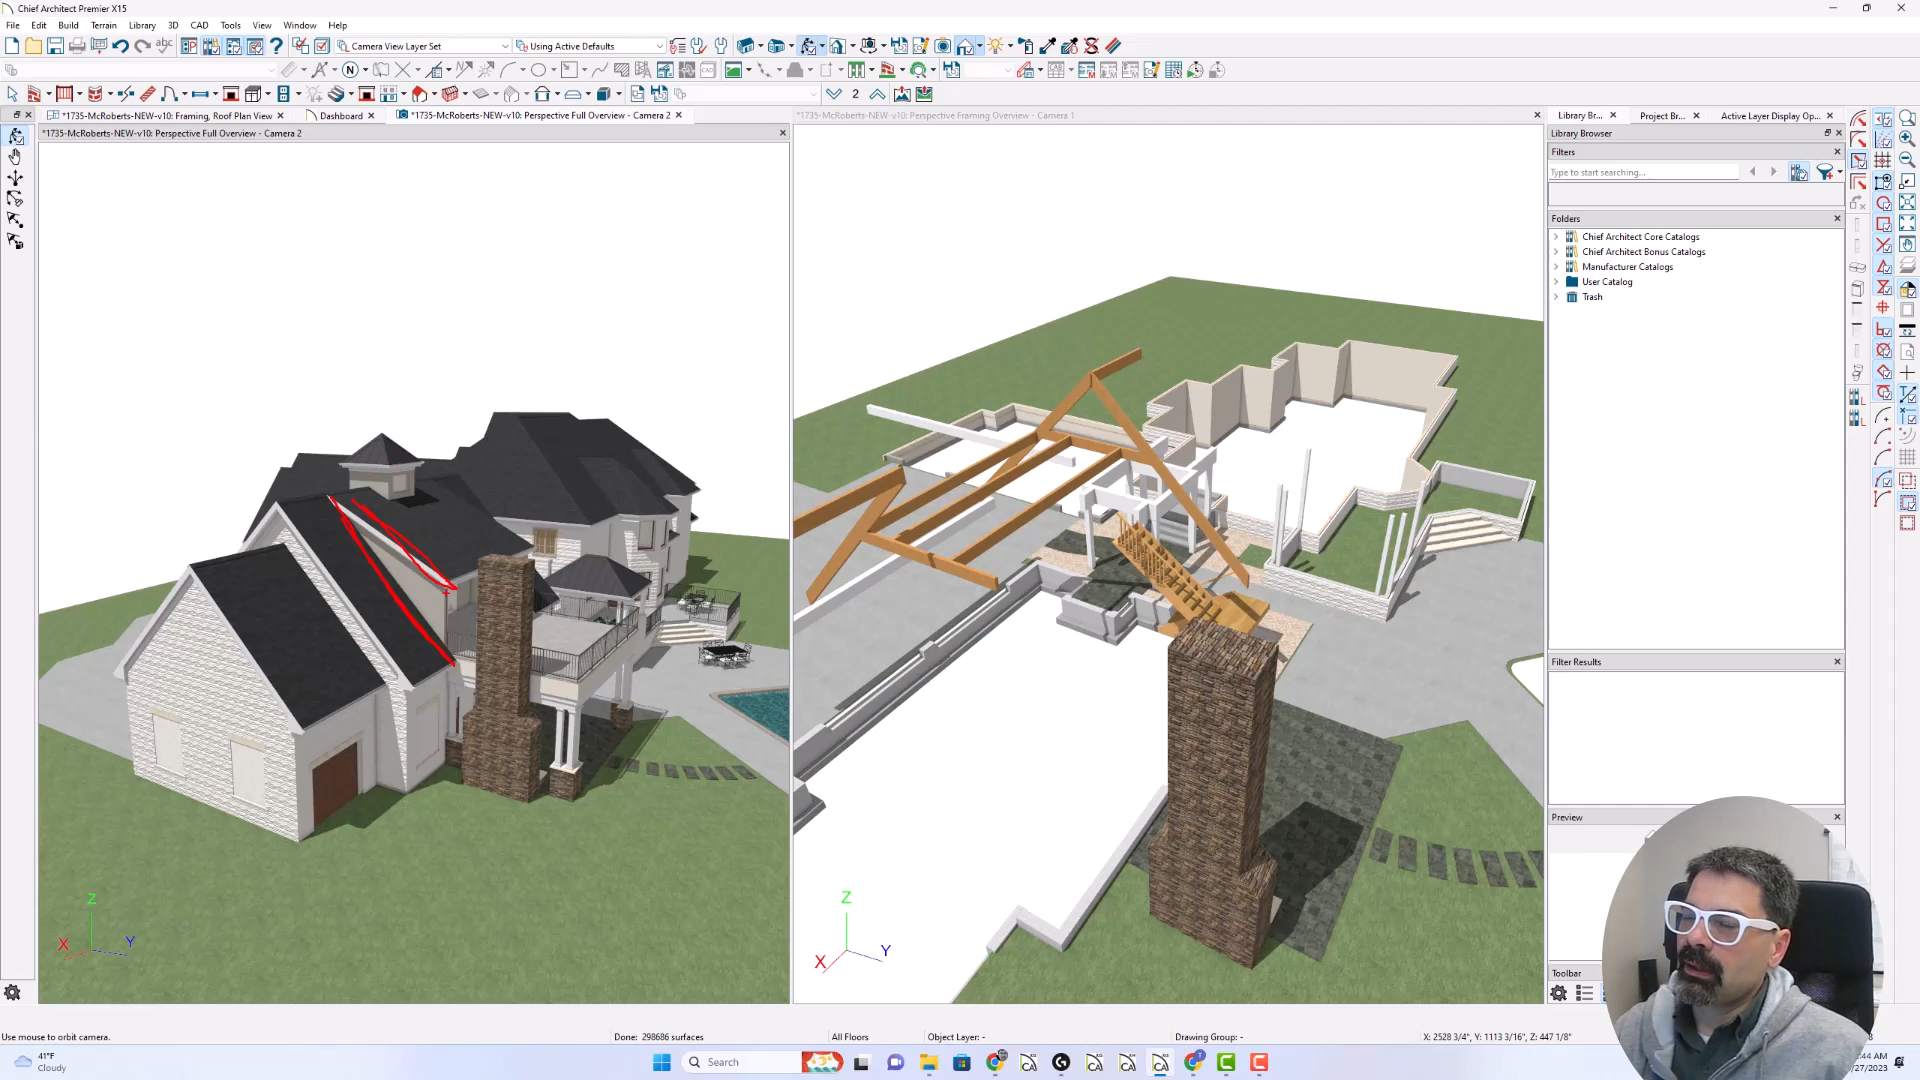 Chief Architect Premier X15
File Edit Build Terrain Library 3D CAD Tools View Window Help
Camera View Layer Set
Using Active Defaults
2
*1735-McRoberts-NEW-v10: Framing, Roof Plan View
Dashboard
*1735-McRoberts-NEW-v10: Perspective Full Overview - Camera 2
*1735-McRoberts-NEW-v10: Perspective Framing Overview - Camera 1
Library Br...
Project Br...
Active Layer Display Op...
*1735-McRoberts-NEW-v10: Perspective Full Overview - Camera 2
Library Browser
Filters
Type to start searching...
Folders
Chief Architect Core Catalogs
Chief Architect Bonus Catalogs
Manufacturer Catalogs
User Catalog
Trash
Filter Results
Preview
Toolbar
Z
X
Y
Z
X
Y
Use mouse to orbit camera.
Done: 298686 surfaces
All Floors
Object Layer: -
Drawing Group: -
X: 2528 3/4", Y: 1113 3/16", Z: 447 1/8"
41°F
Cloudy
Search
:44 AM
/27/2023